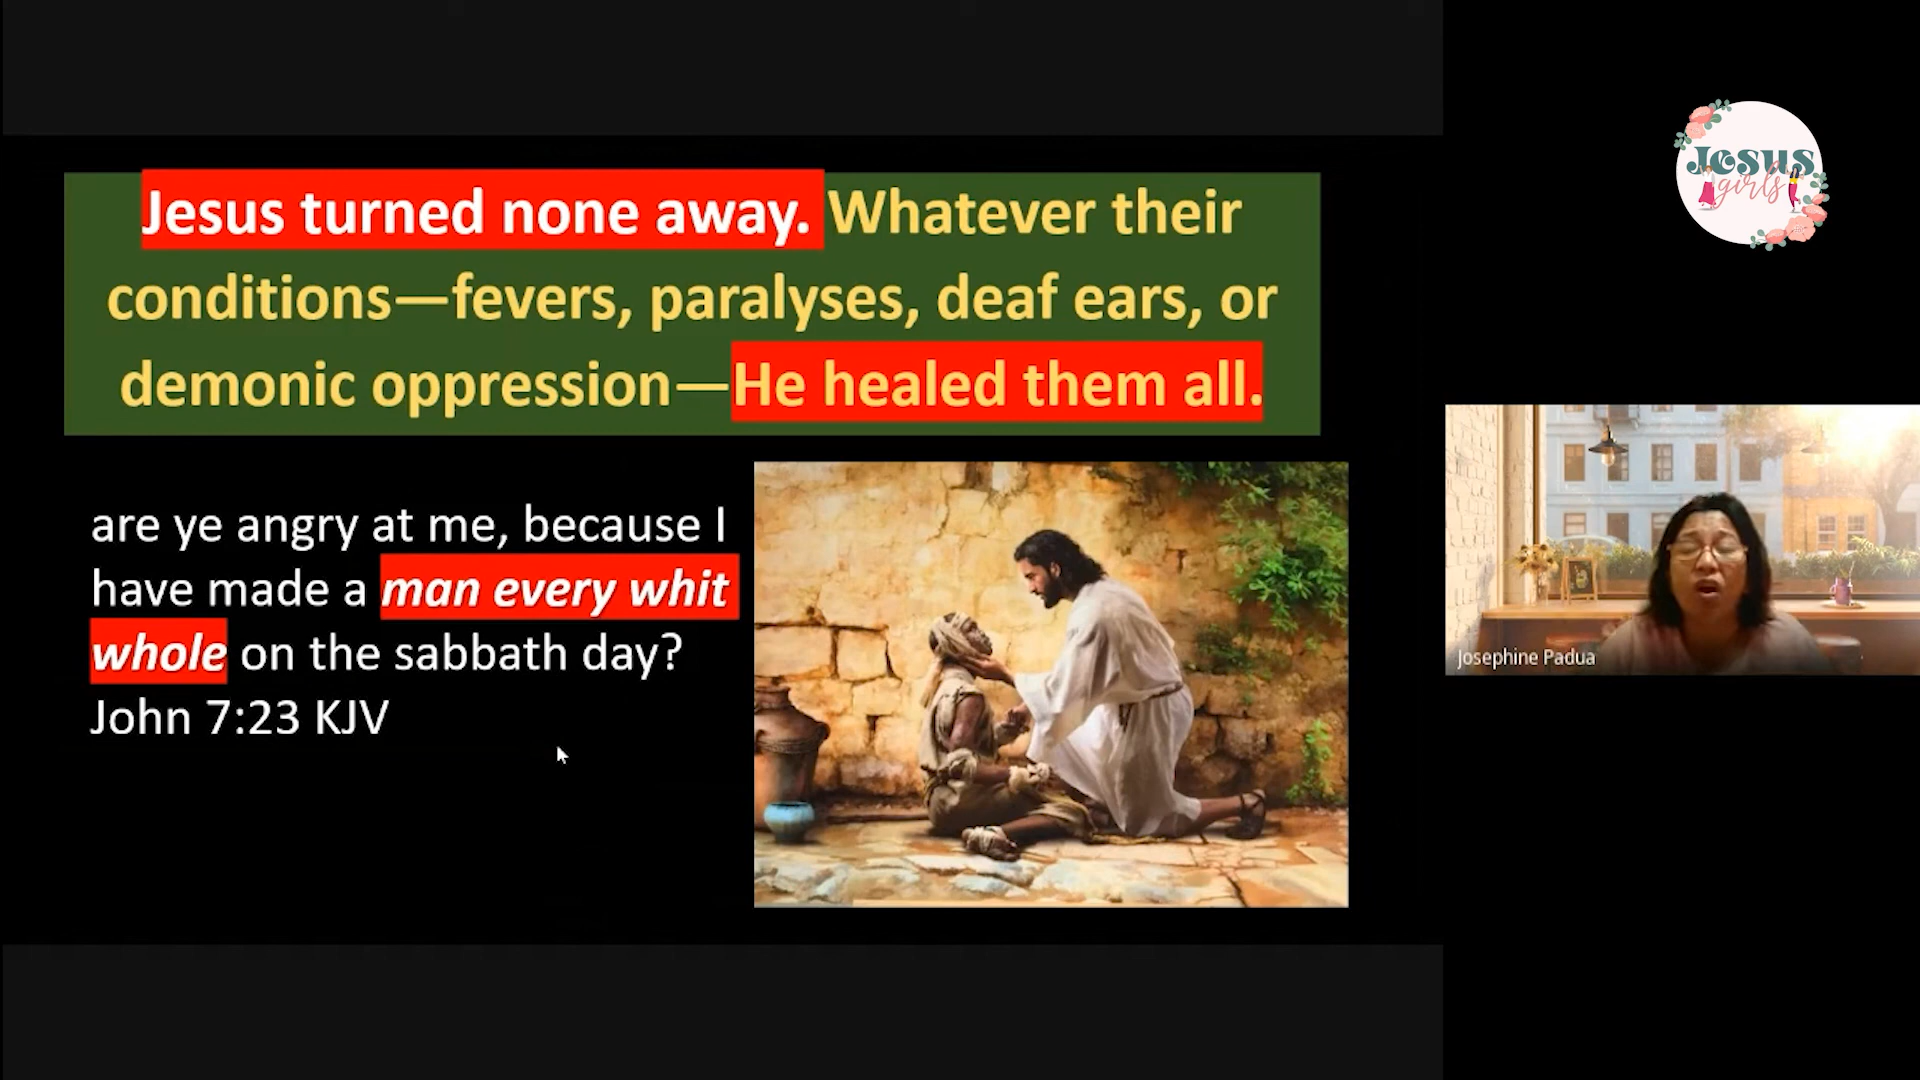 Jesus turned none away. Whatever their
conditions—fevers, paralyses, deaf ears, or
demonic oppression—He healed them all.
are ye angry at me, because I
have made a man every whit
whole on the sabbath day?
John 7:23 KJV
Jesus
girls
Josephine Padua